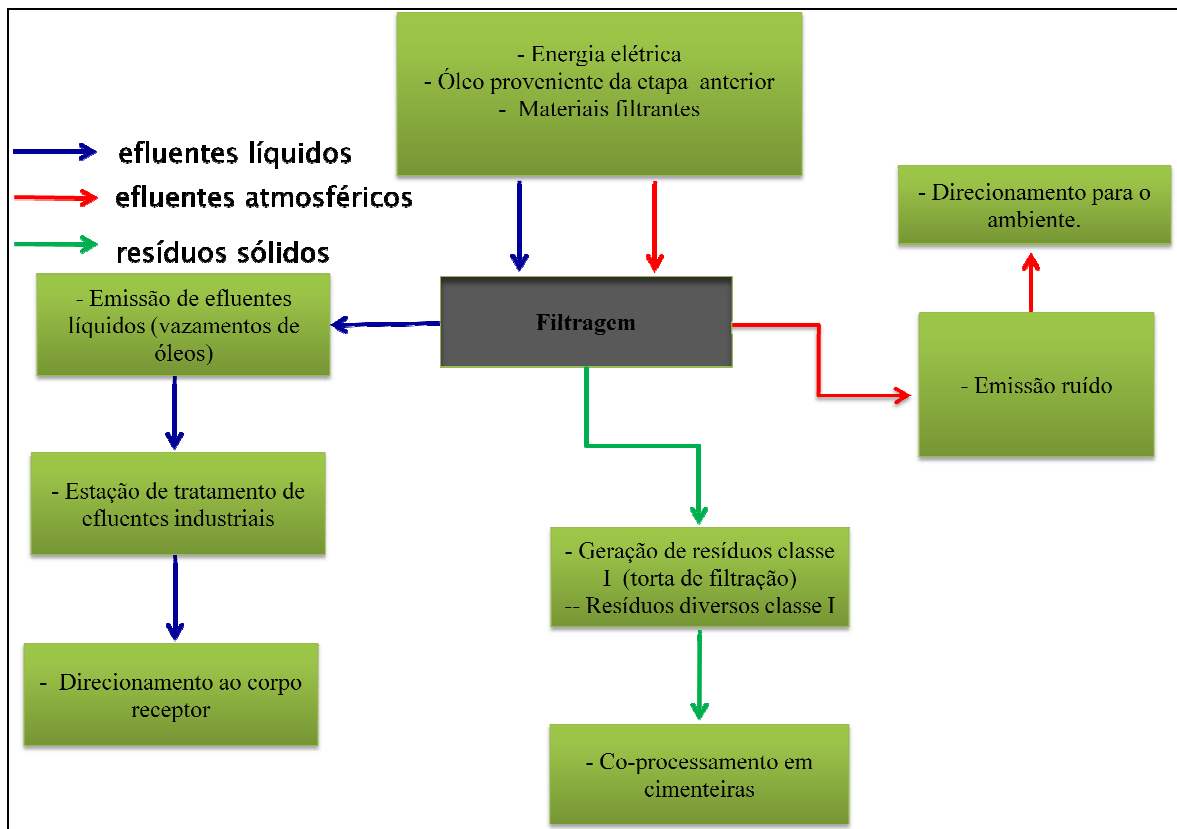 - Energia elétrica
- Óleo proveniente da etapa anterior
- Materiais filtrantes
efluentes líquidos
efluentes atmosféricos
resíduos sólidos
- Direcionamento para o
ambiente.
- Emissão de efluentes
líquidos (vazamentos de
óleos)
Filtragem
- Emissão ruído
- Estação de tratamento de
efluentes industriais
- Geração de resíduos classe
I (torta de filtração)
-- Resíduos diversos classe I
- Direcionamento ao corpo
receptor
- Co-processamento em
cimenteiras